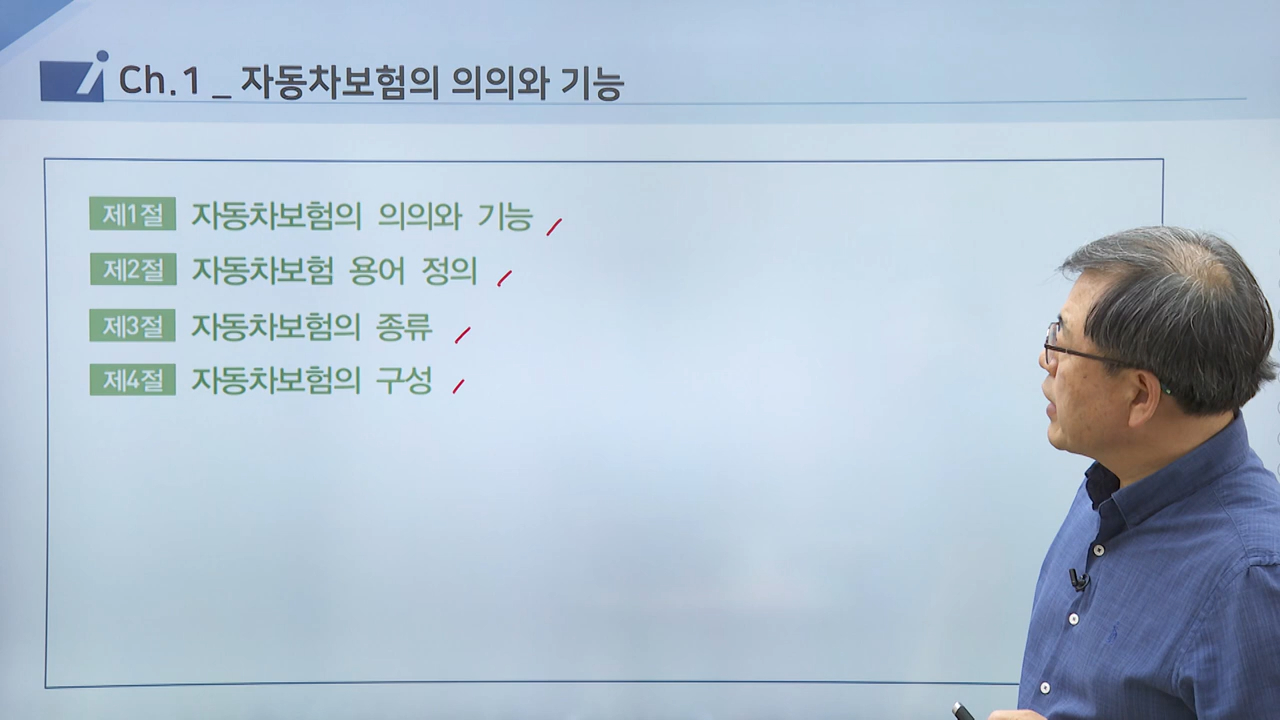 Ch.1 _ 자동차보험의 의의와 기능
제1절 자동차보험의 의의와 기능
제2절 자동차보험 용어 정의
제3절 자동차보험의 종류
제4절 자동차보험의 구성